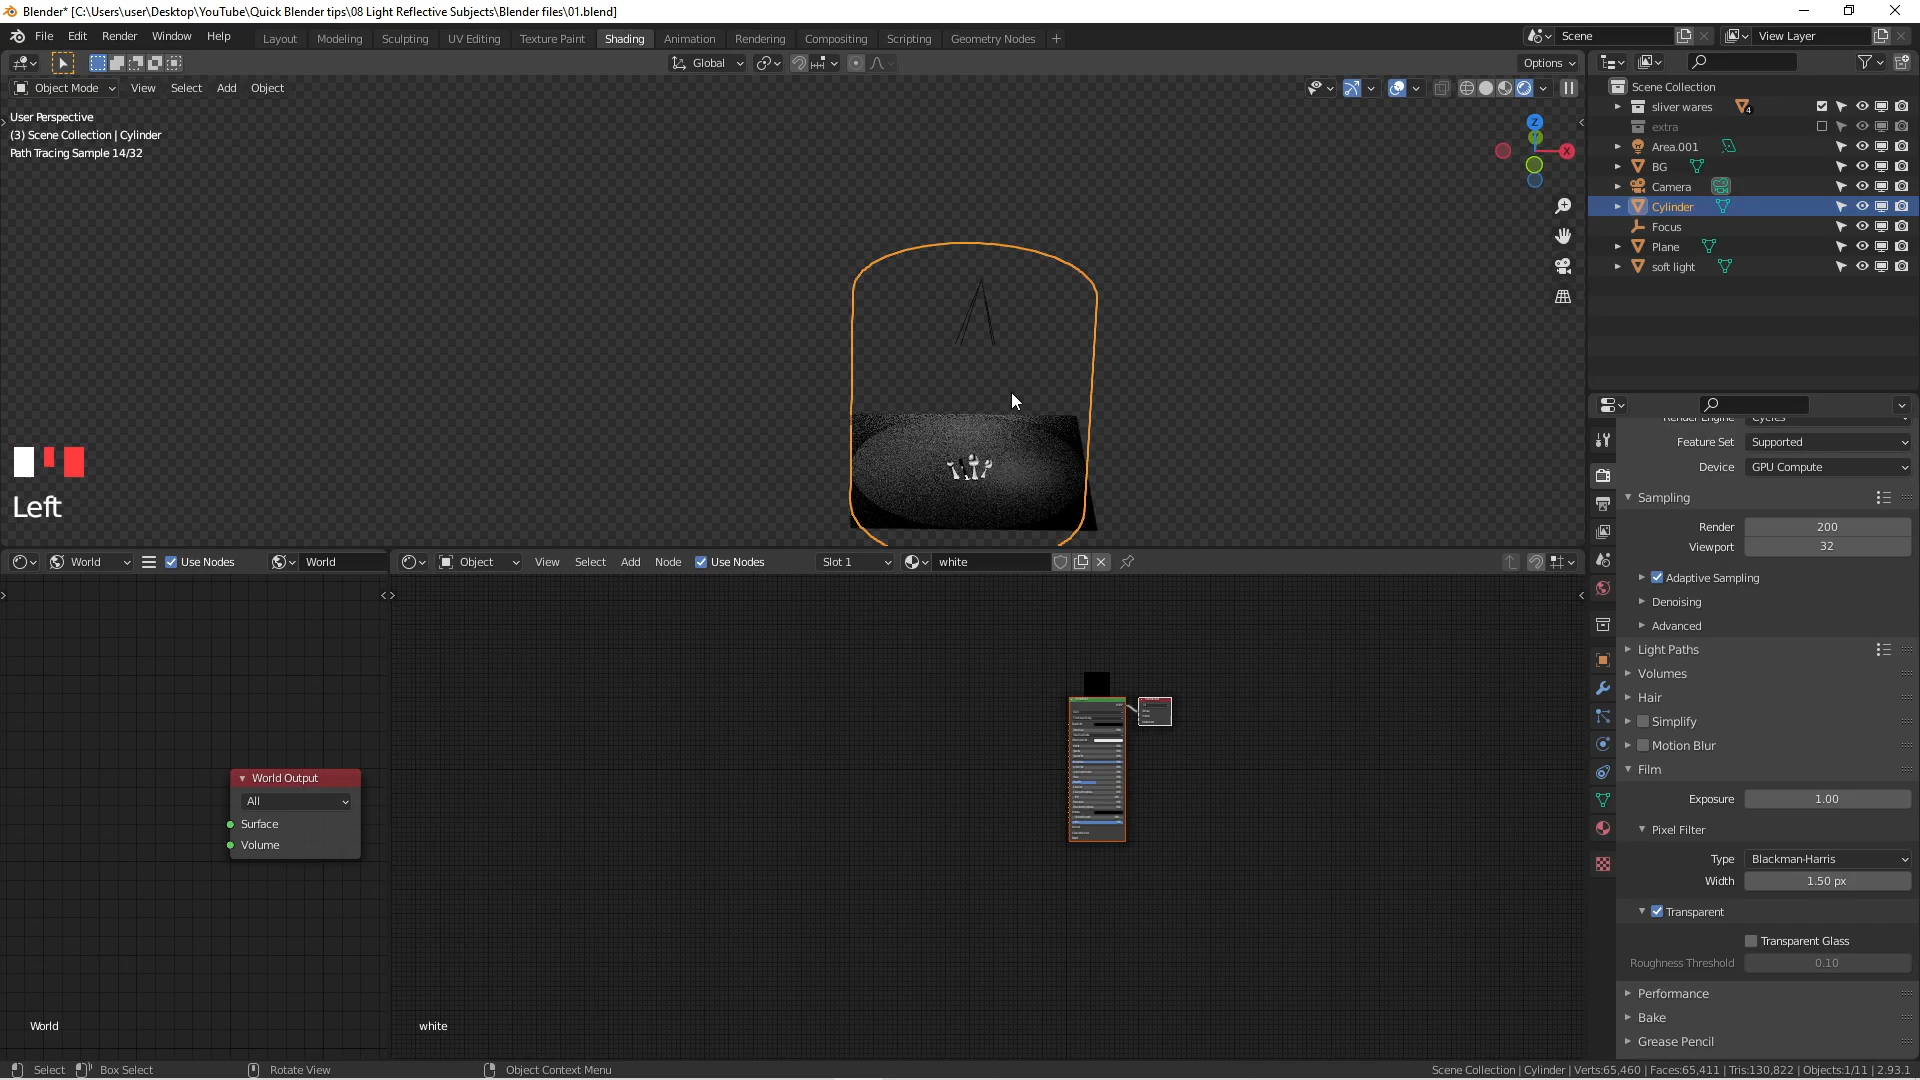 Blender* [C:\Users\user\Desktop\YouTube\Quick Blender tips\08 Light Reflective Subjects\Blender files\01.blend]
File Edit Render Window Help
Layout Modeling Sculpting UV Editing Texture Paint Shading Animation Rendering Compositing Scripting Geometry Nodes +
Scene
View Layer
Global
Options
Object Mode View Select Add Object
User Perspective
(3) Scene Collection | Cylinder
Path Tracing Sample 14/32
Z
X
Left
Scene Collection
sliver wares 4
extra
Area.001
BG
Camera
Cylinder
Focus
Plane
soft light
Feature Set Supported
Device GPU Compute
Sampling
Render 200
Viewport 32
Adaptive Sampling
Denoising
Advanced
Light Paths
Volumes
Hair
Simplify
Motion Blur
Film
Exposure 1.00
Pixel Filter
Type Blackman-Harris
Width 1.50 px
Transparent
Transparent Glass
Roughness Threshold 0.10
Performance
Bake
Grease Pencil
World Use Nodes World
World Output
All
Surface
Volume
World
Object View Select Add Node Use Nodes Slot 1 white
white
Select Box Select Rotate View Object Context Menu
Scene Collection | Cylinder | Verts:65,460 | Faces:65,411 | Tris:130,822 | Objects:1/11 | 2.93.1